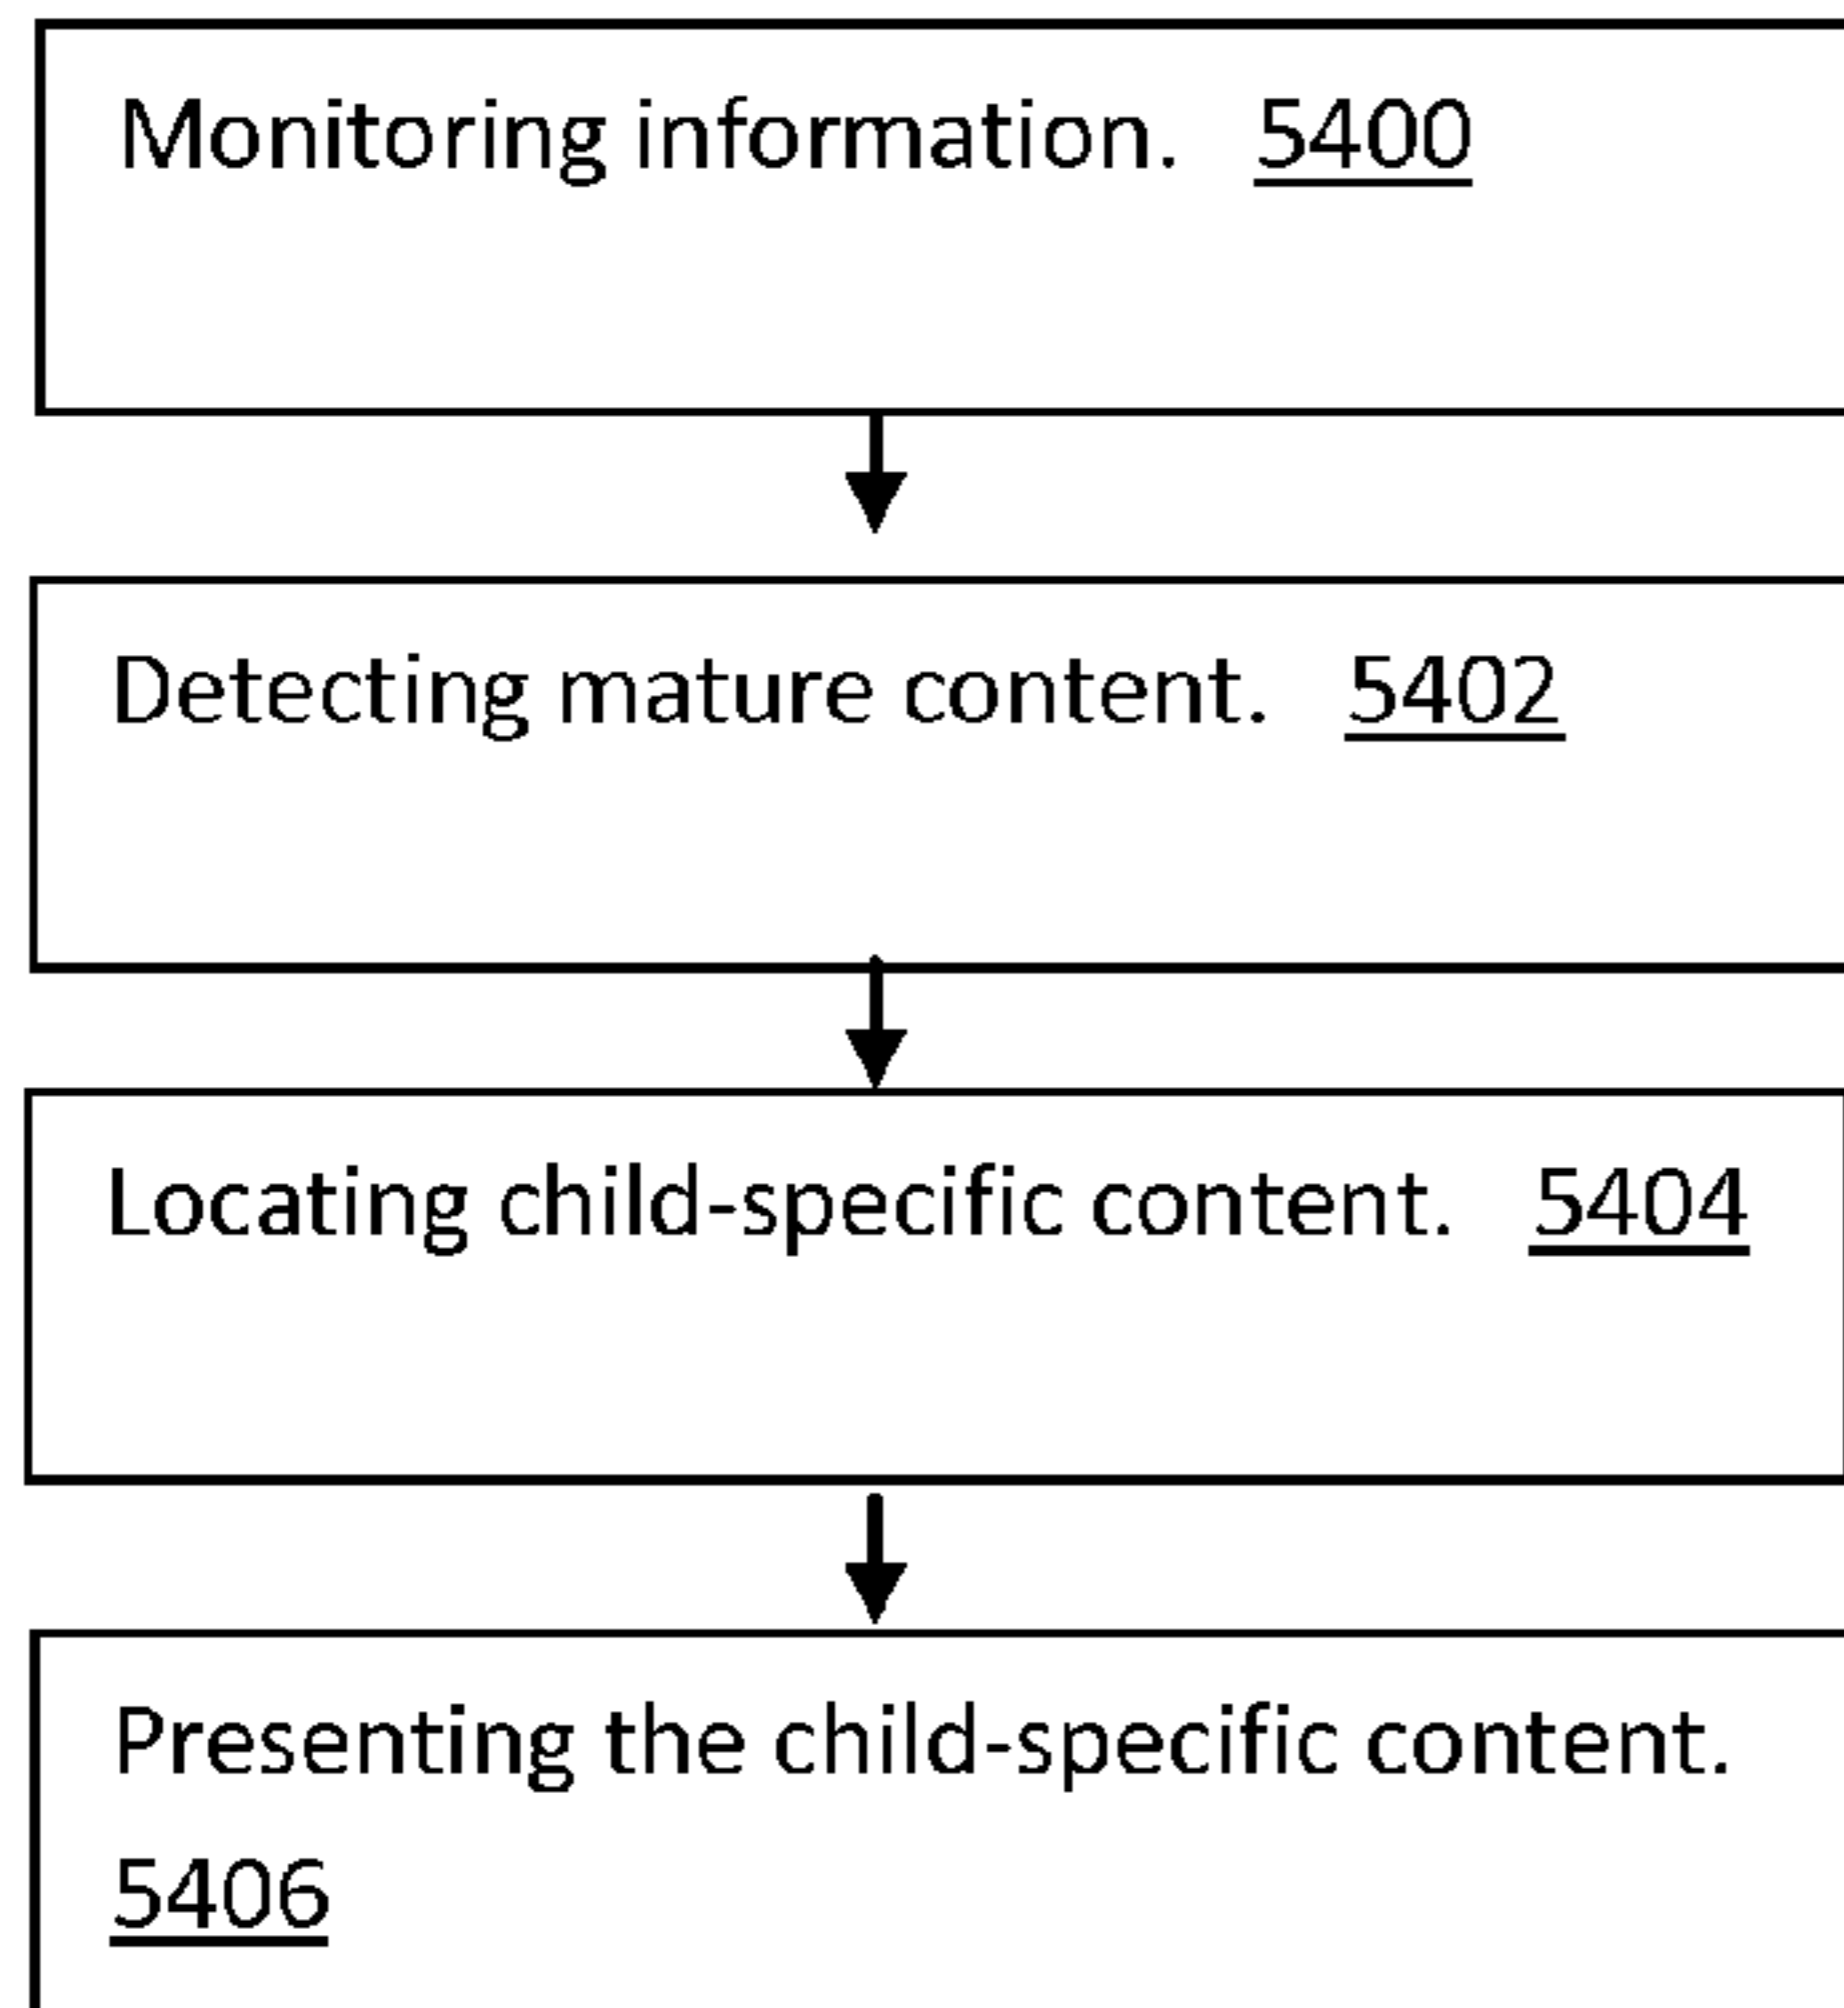 Monitoring information. 5400
Detecting mature content. 5402
Locating child-specific content. 5404
Presenting the child-specific content.
5406